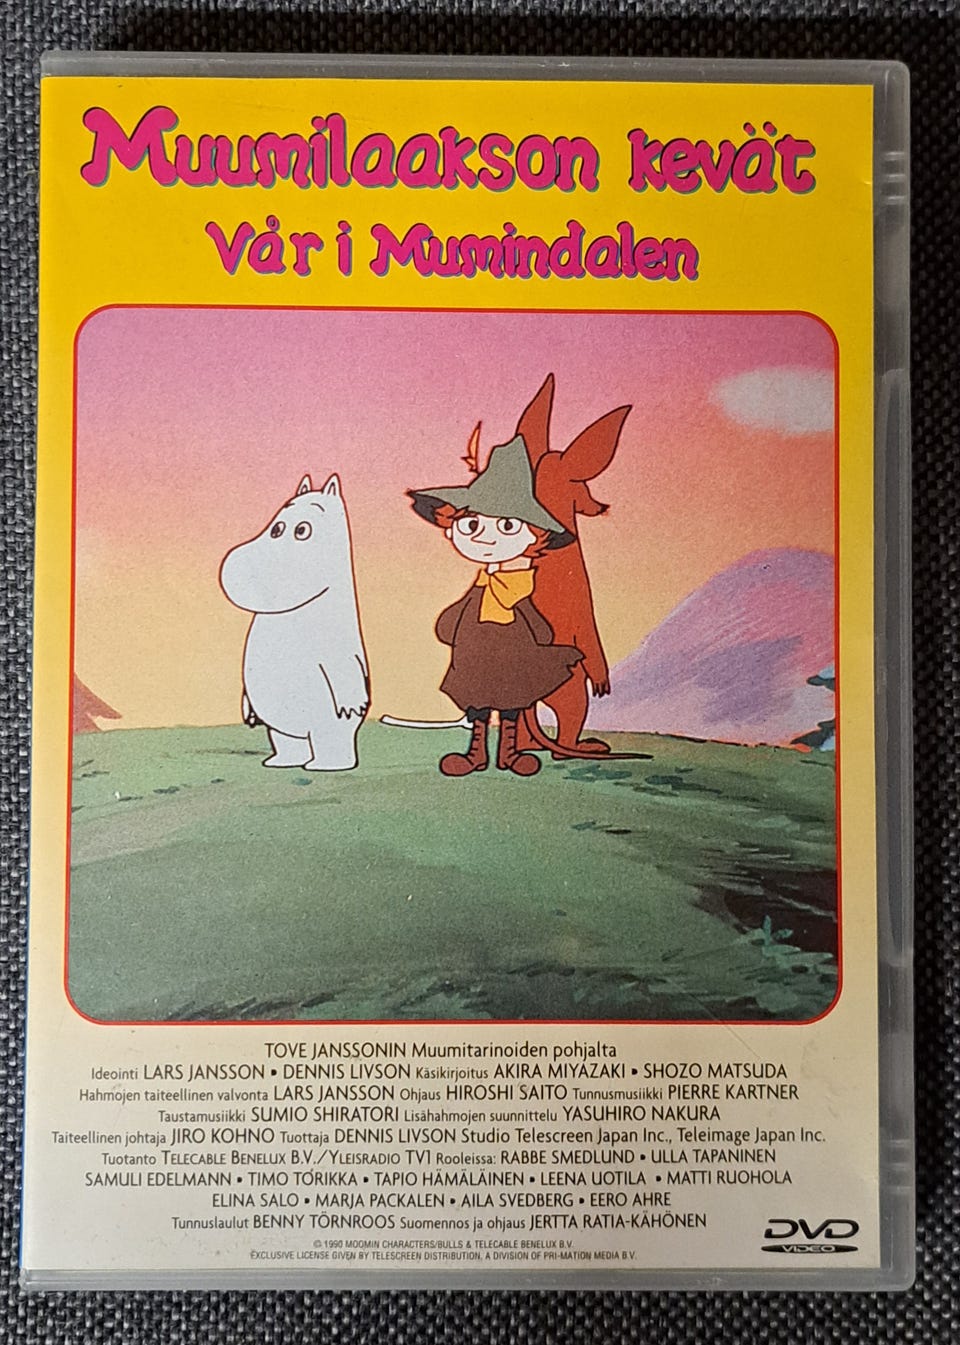 Muumilaakson kevät
Vår i Mumindalen
TOVE JANSSONIN Muumitarinoiden pohjalta
Ideointi LARS JANSSON • DENNIS LIVSON Käsikirjoitus AKIRA MIYAZAKI • SHOZO MATSUDA
Hahmojen taiteellinen valvonta LARS JANSSON Ohjaus HIROSHI SAITO Tunnusmusiikki PIERRE KARTNER
Taustamusiikki SUMIO SHIRATORI Lisähahmojen suunnittelu YASUHIRO NAKURA
Taiteellinen johtaja JIRO KOHNO Tuottaja DENNIS LIVSON Studio Telescreen Japan Inc., Teleimage Japan Inc.
Tuotanto TELECABLE BENELUX B.V./YLEISRADIO TV1 Rooleissa: RABBE SMEDLUND • ULLA TAPANINEN
SAMULI EDELMANN • TIMO TORIKKA • TAPIO HÄMÄLÄINEN • LEENA UOTILA • MATTI RUOHOLA
ELINA SALO • MARJA PACKALEN • AILA SVEDBERG • EERO AHRE
Tunnuslaulut BENNY TÖRNROOS Suomennos ja ohjaus JERTTA RATIA-KÄHÖNEN
© 1990 MOOMIN CHARACTERS/BULLS & TELECABLE BENELUX B.V.
EXCLUSIVE LICENSE GIVEN BY TELESCREEN DISTRIBUTION, A DIVISION OF PRI-MATION MEDIA B.V.
DVD
VIDEO